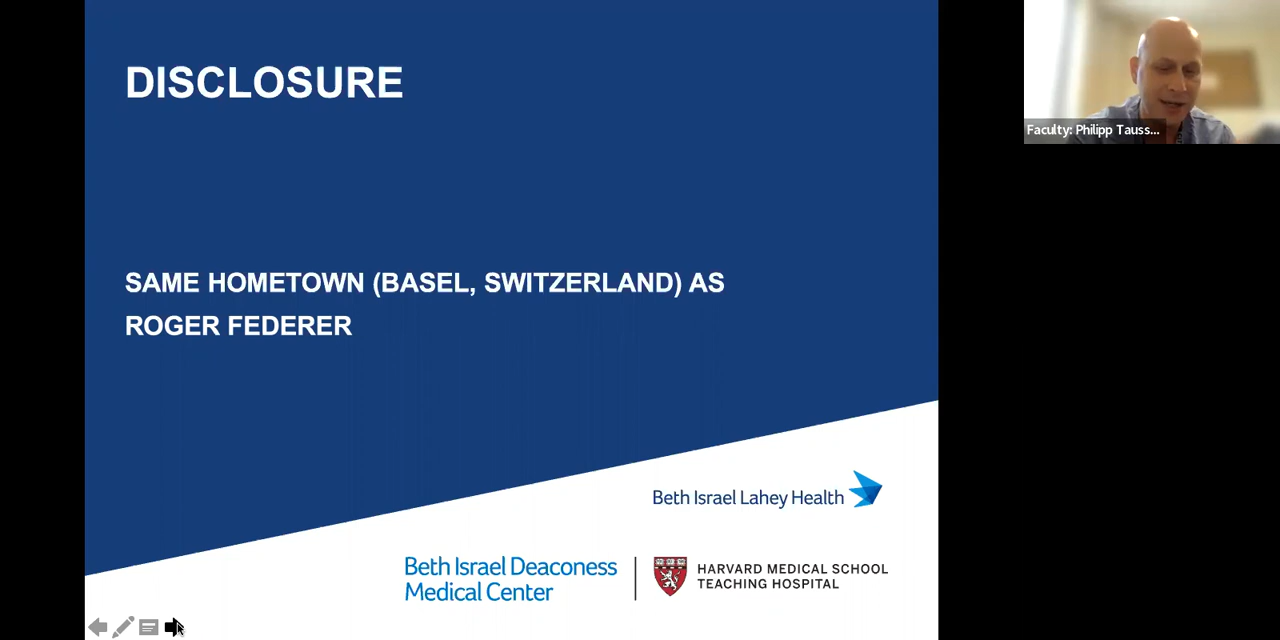 DISCLOSURE
SAME HOMETOWN (BASEL, SWITZERLAND) AS
ROGER FEDERER
Beth Israel Lahey Health
Beth Israel Deaconess
Medical Center
HARVARD MEDICAL SCHOOL
TEACHING HOSPITAL
Faculty: Philipp Tauss...